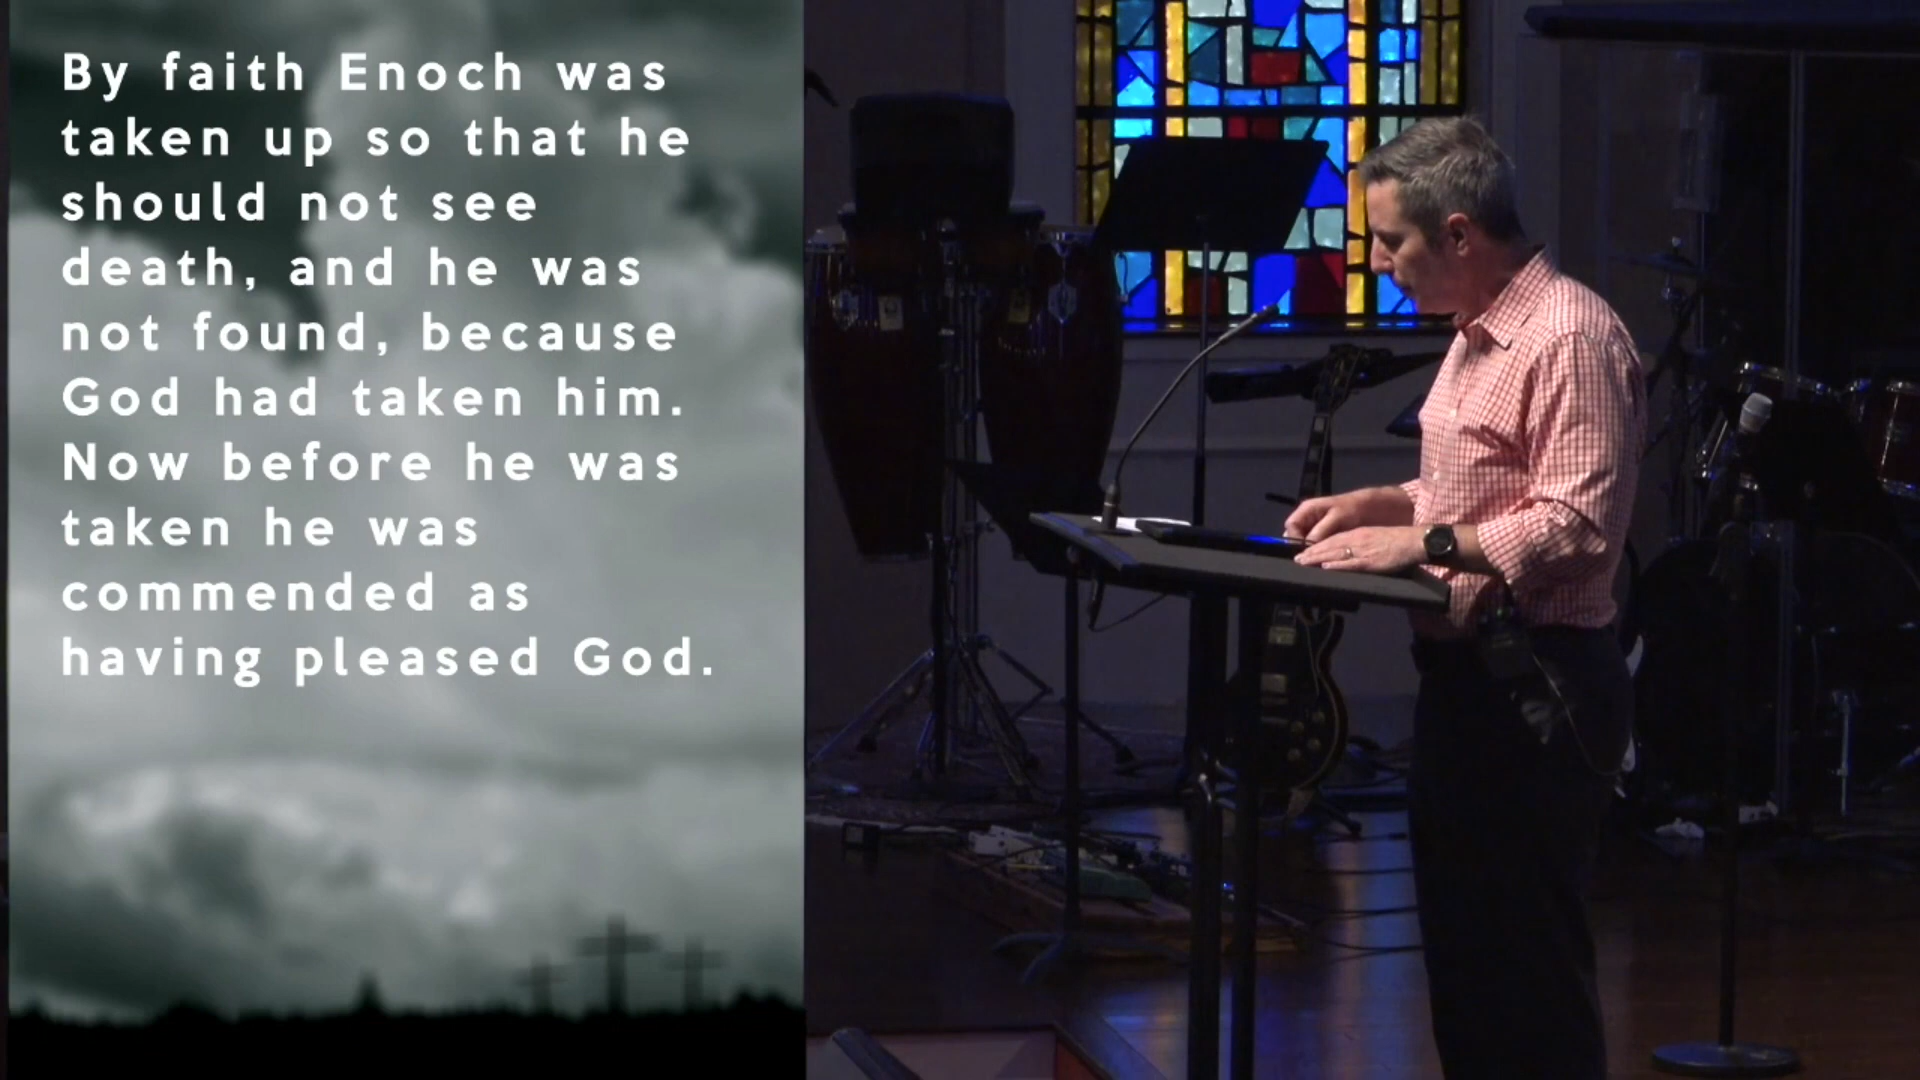 By faith Enoch was
taken up so that he
should not see
death, and he was
not found, because
God had taken him.
Now before he was
taken he was
commended as
having pleased God.